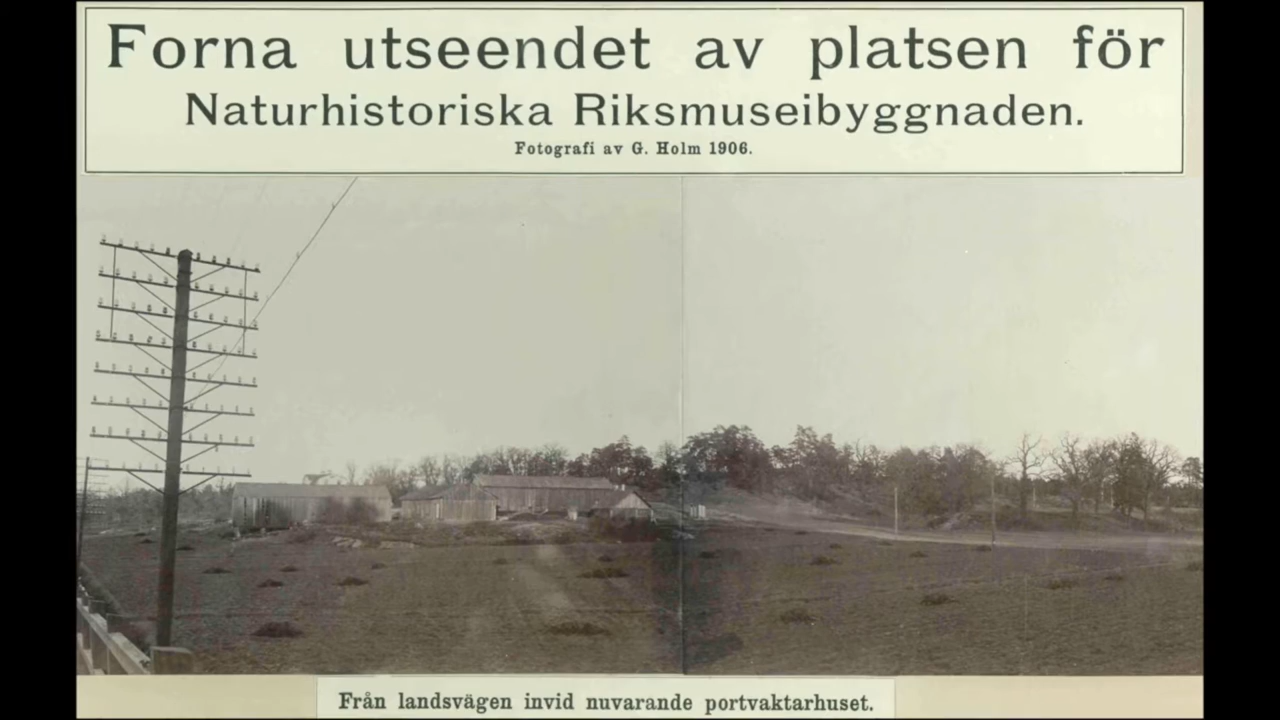 Forna utseendet av platsen för
Naturhistoriska Riksmuseibyggnaden.
Fotografi av G. Holm 1906.
Från landsvägen invid nuvarande portvaktarhuset.